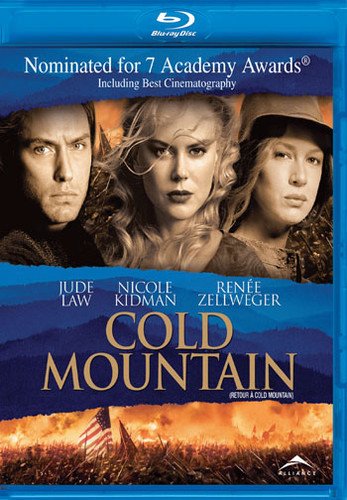 Blu-ray Disc
Nominated for 7 Academy Awards®
Including Best Cinematography
JUDE LAW
NICOLE KIDMAN
RENÉE ZELLWEGER
COLD
MOUNTAIN
(RETOUR À COLD MOUNTAIN)
ALLIANCE